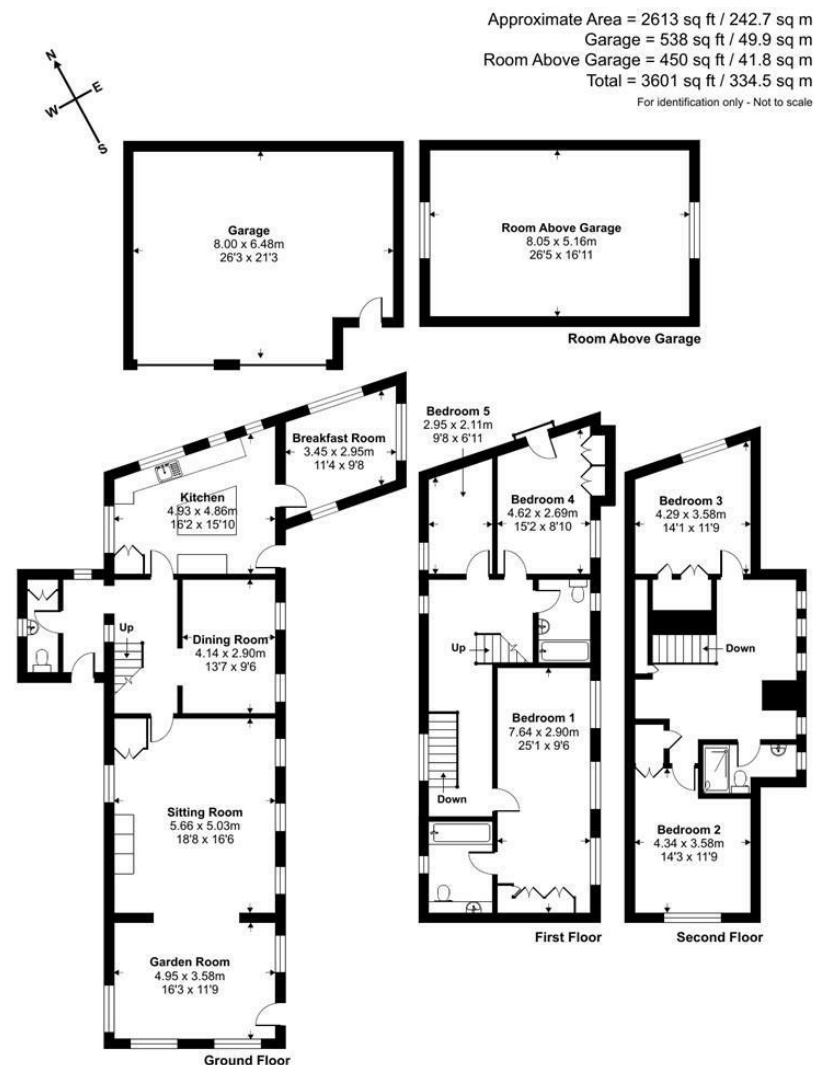 Approximate Area = 2613 sq ft / 242.7 sq m
Garage = 538 sq ft / 49.9 sq m
Room Above Garage = 450 sq ft / 41.8 sq m
Total = 3601 sq ft / 334.5 sq m
For identification only - Not to scale
N
E
W
S
Garage
8.00 x 6.48m
26'3 x 21'3
Room Above Garage
8.05 x 5.16m
26'5 x 16'11
Room Above Garage
Breakfast Room
3.45 x 2.95m
11'4 x 9'8
Kitchen
4.93 x 4.86m
16'2 x 15'10
Up
Dining Room
4.14 x 2.90m
13'7 x 9'6
Sitting Room
5.66 x 5.03m
18'8 x 16'6
Garden Room
4.95 x 3.58m
16'3 x 11'9
Ground Floor
Bedroom 5
2.95 x 2.11m
9'8 x 6'11
Bedroom 4
4.62 x 2.69m
15'2 x 8'10
Up
Bedroom 1
7.64 x 2.90m
25'1 x 9'6
Down
First Floor
Bedroom 3
4.29 x 3.58m
14'1 x 11'9
Down
Bedroom 2
4.34 x 3.58m
14'3 x 11'9
Second Floor